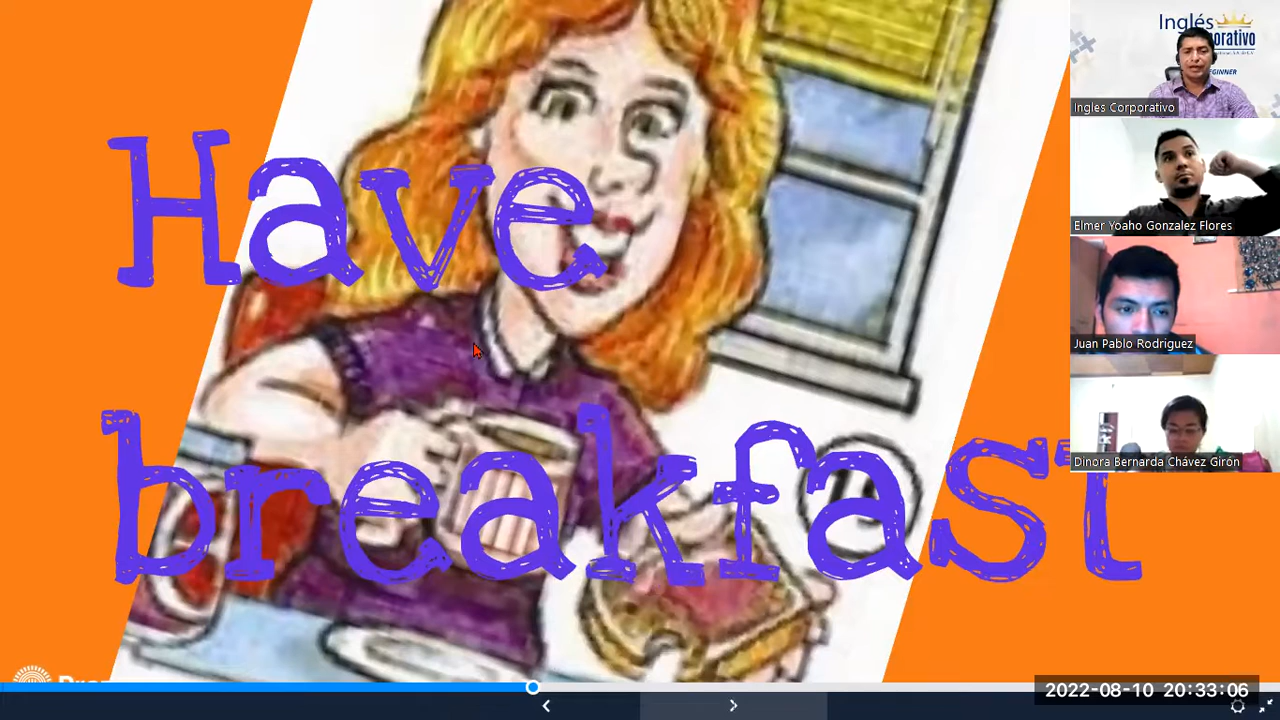 Have
breakfast
Inglés
BEGINNER
Ingles Corporativo
Elmer Yoaho Gonzalez Flores
Juan Pablo Rodriguez
Dinora Bernarda Chávez Girón
2022-08-10 20:33:06